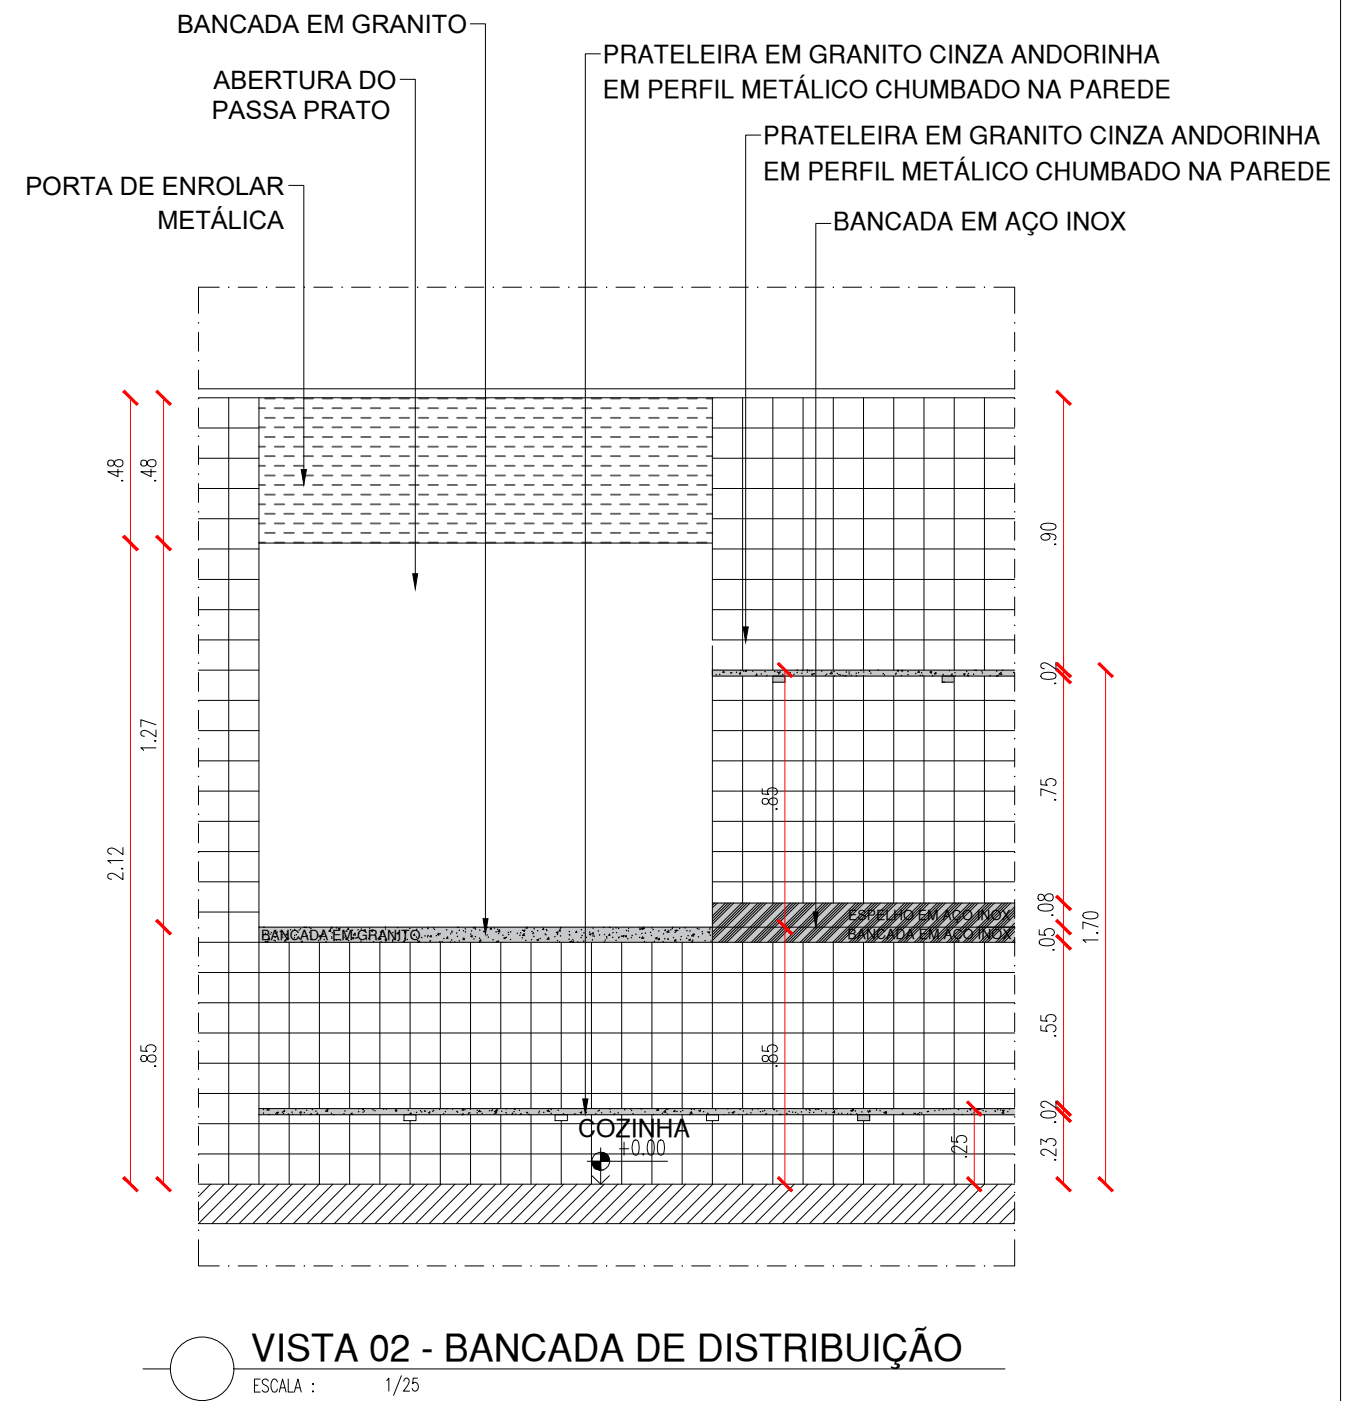 BANCADA EM GRANITO
PRATELEIRA EM GRANITO CINZA ANDORINHA
EM PERFIL METÁLICO CHUMBADO NA PAREDE
ABERTURA DO
PASSA PRATO
PRATELEIRA EM GRANITO CINZA ANDORINHA
EM PERFIL METÁLICO CHUMBADO NA PAREDE
PORTA DE ENROLAR
METÁLICA
BANCADA EM AÇO INOX
.48
.48
.90
.02
1.27
.85
.75
2.12
.08
ESPELHO EM AÇO INOX
BANCADA EM GRANITO
BANCADA EM AÇO INOX
.05
1.70
.55
.85
.85
.02
COZINHA
+0.00
.25
.23
VISTA 02 - BANCADA DE DISTRIBUIÇÃO
ESCALA : 1/25